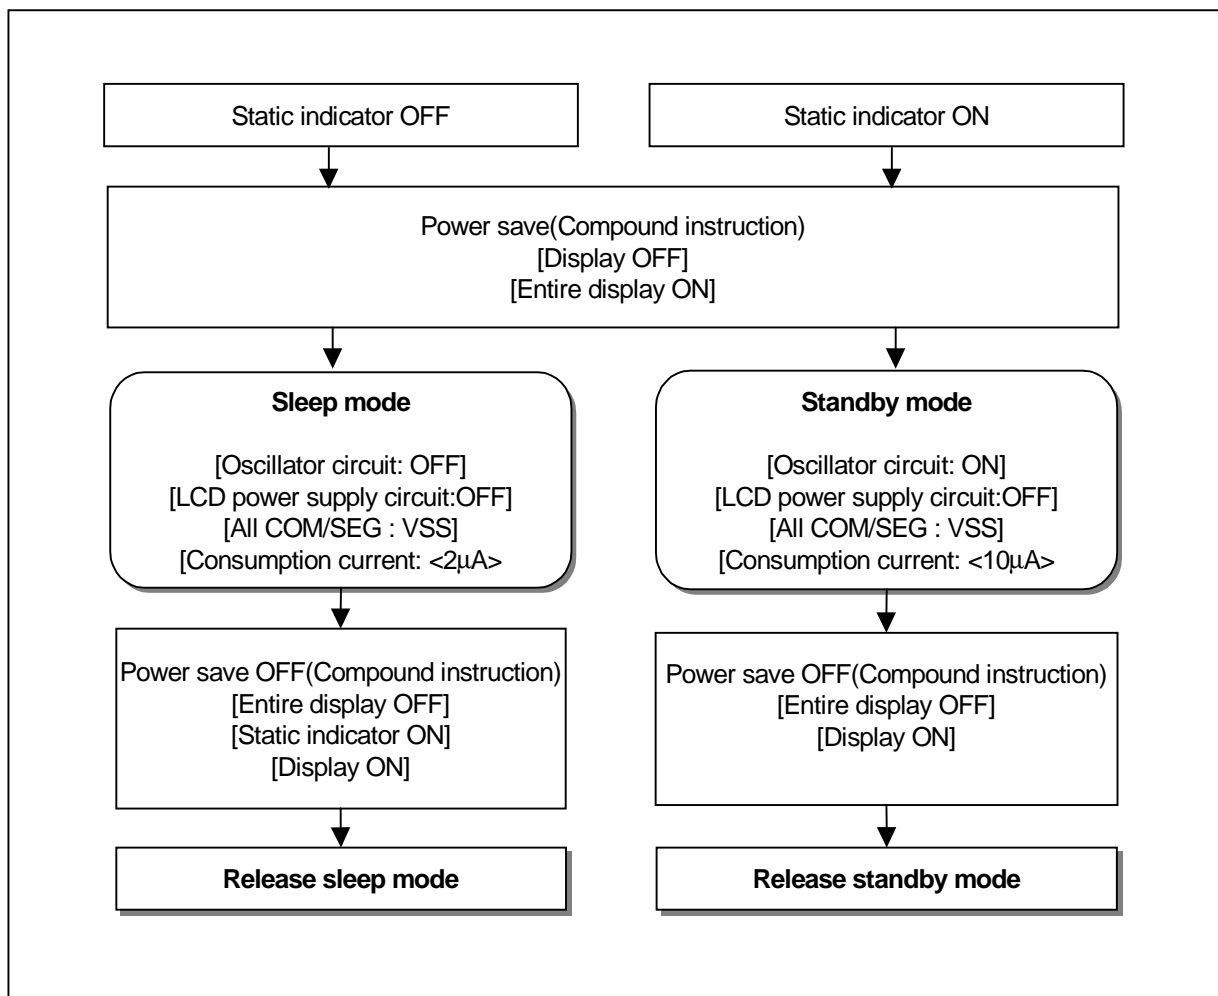 Static indicator OFF
Static indicator ON
Power save(Compound instruction)
[Display OFF]
[Entire display ON]
Sleep mode
[Oscillator circuit: OFF]
[LCD power supply circuit:OFF]
[All COM/SEG : VSS]
[Consumption current: <2μA>
Standby mode
[Oscillator circuit: ON]
[LCD power supply circuit:OFF]
[All COM/SEG : VSS]
[Consumption current: <10μA>
Power save OFF(Compound instruction)
[Entire display OFF]
[Static indicator ON]
[Display ON]
Power save OFF(Compound instruction)
[Entire display OFF]
[Display ON]
Release sleep mode
Release standby mode